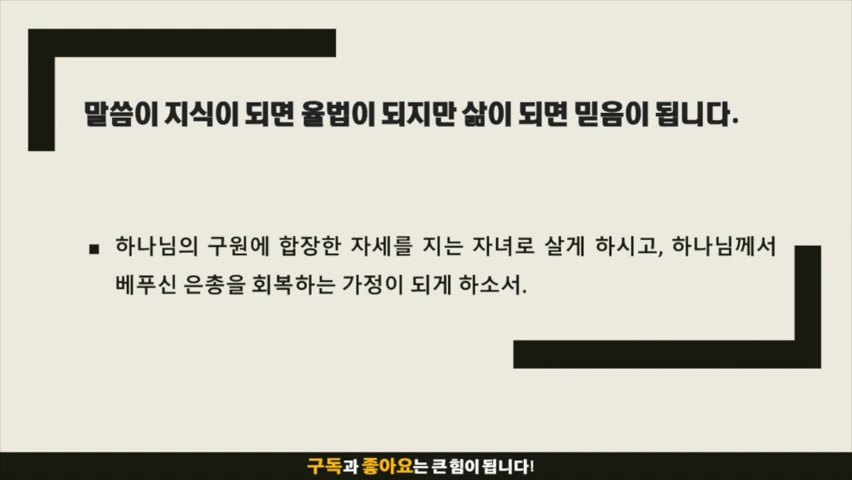 말씀이 지식이 되면 율법이 되지만 삶이 되면 믿음이 됩니다.
▪ 하나님의 구원에 합장한 자세를 지는 자녀로 살게 하시고, 하나님께서
베푸신 은총을 회복하는 가정이 되게 하소서.
구독과 좋아요는 큰 힘이 됩니다!